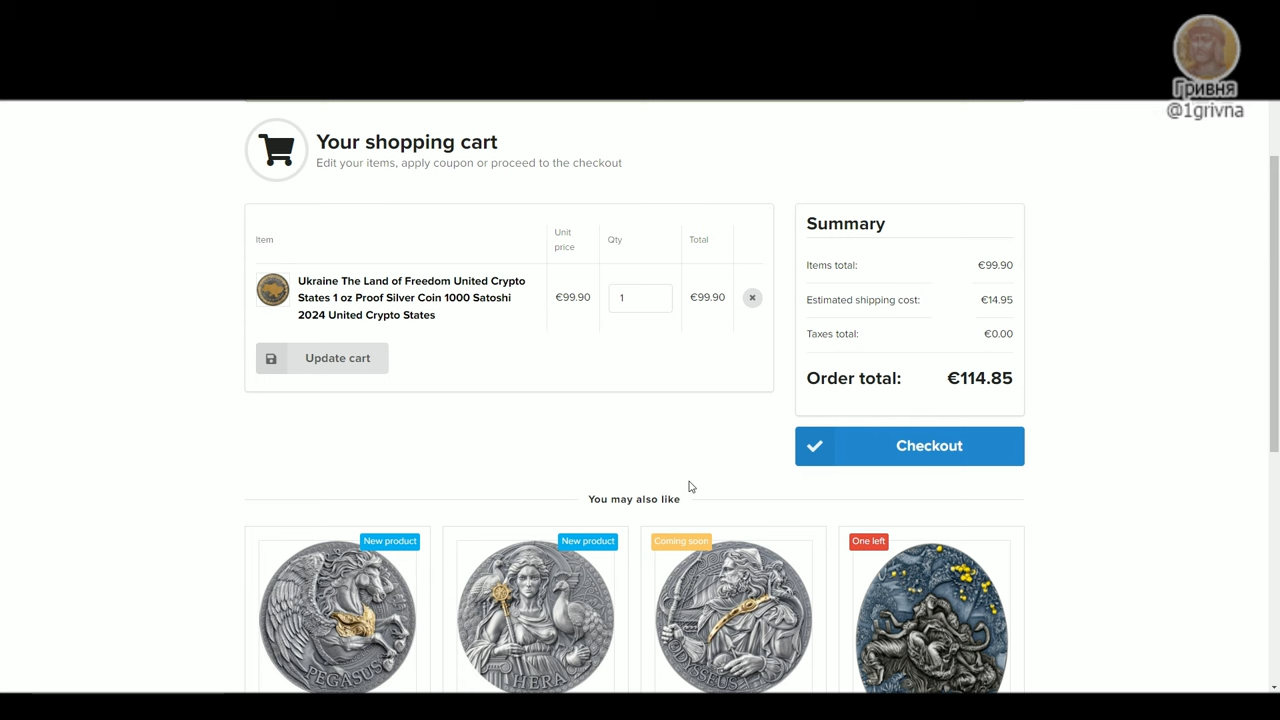 Гривня
@1grivna
Your shopping cart
Edit your items, apply coupon or proceed to the checkout
Item
Unit
price
Qty
Total
Ukraine The Land of Freedom United Crypto
States 1 oz Proof Silver Coin 1000 Satoshi
2024 United Crypto States
€99.90
1
€99.90
Update cart
Summary
Items total:
€99.90
Estimated shipping cost:
€14.95
Taxes total:
€0.00
Order total:
€114.85
Checkout
You may also like
New product
New product
Coming soon
One left
PEGASUS
HERA
ODYSSEUS